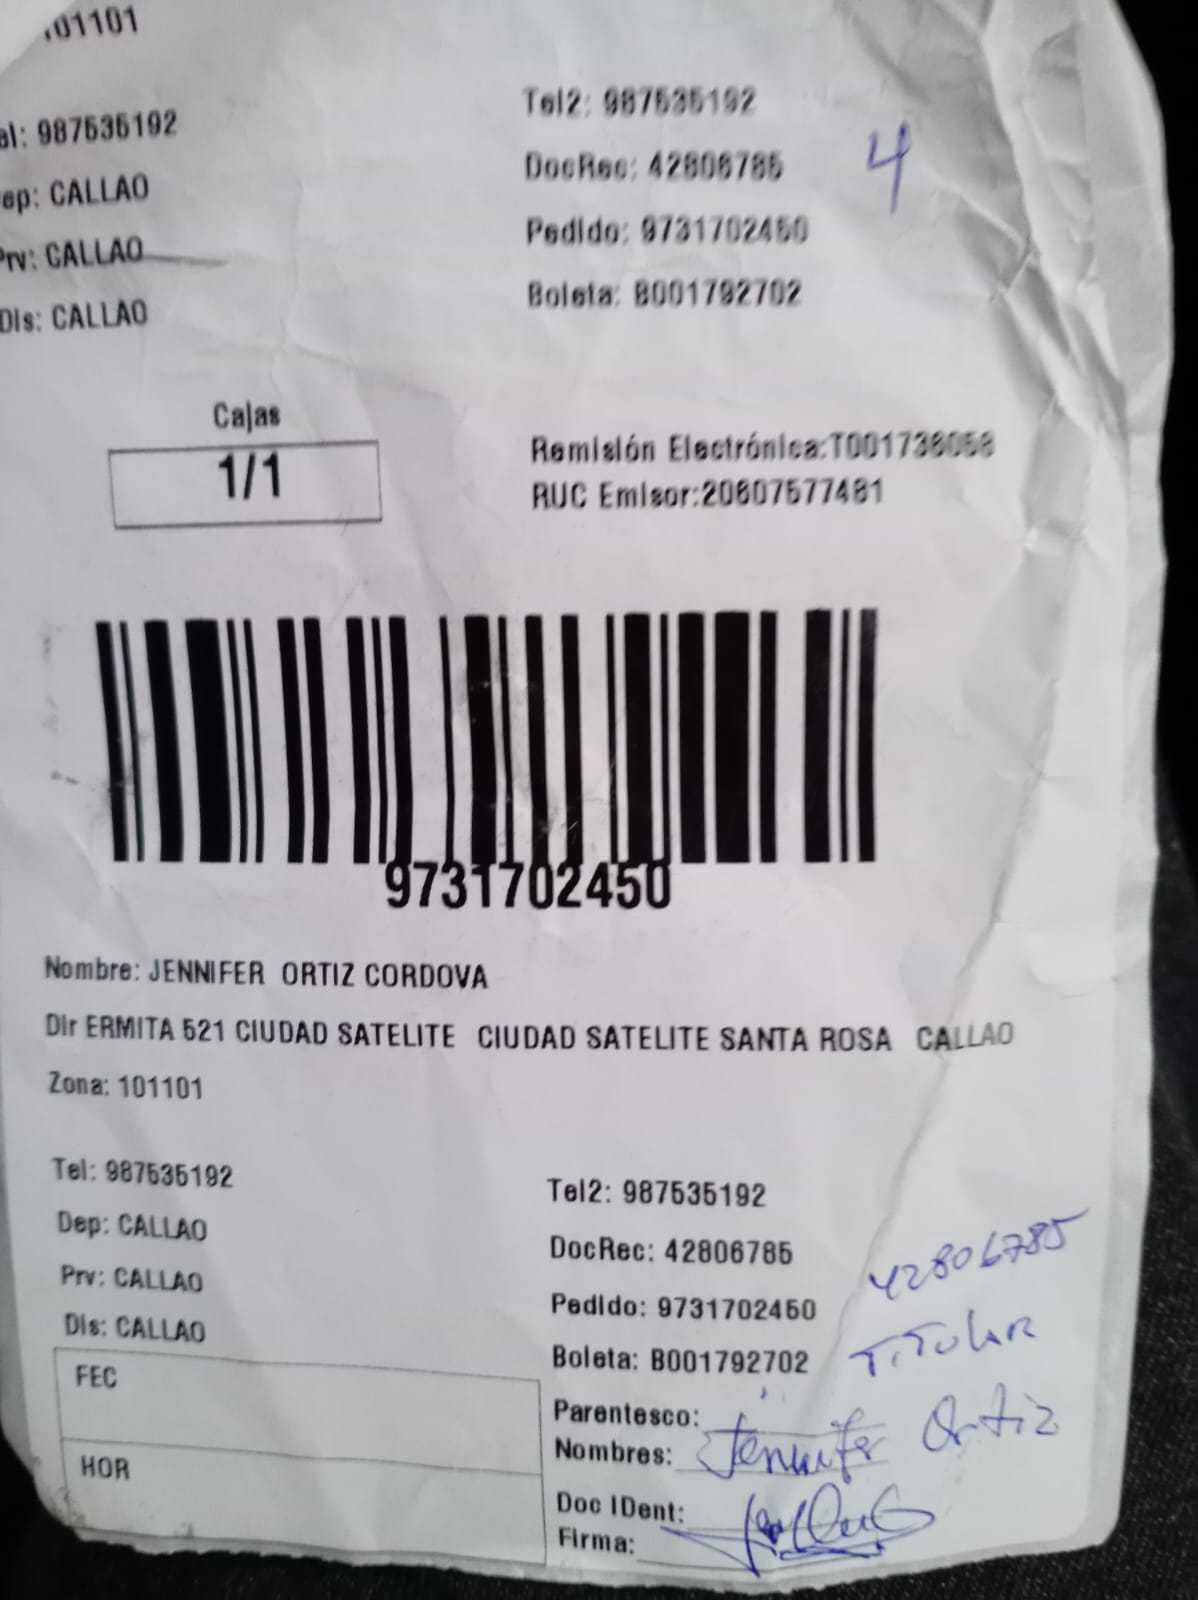 101101
el: 987535192
Tel2: 987535192
ep: CALLAO
DocRec: 42806785
4
Prv: CALLAO
Pedido: 9731702450
Dis: CALLAO
Boleta: B001792702
Cajas
1/1
Remisión Electrónica:T001738058
RUC Emisor:20607577481
9731702450
Nombre: JENNIFER ORTIZ CORDOVA
Dir ERMITA 521 CIUDAD SATELITE CIUDAD SATELITE SANTA ROSA CALLAO
Zona: 101101
Tel: 987535192
Tel2: 987535192
Dep: CALLAO
DocRec: 42806785
42806785
Prv: CALLAO
Pedido: 9731702450
Dis: CALLAO
Boleta: B001792702
TiTular
FEC
Parentesco:
Nombres: Jennifer Ortiz
HOR
Doc IDent:
Firma: